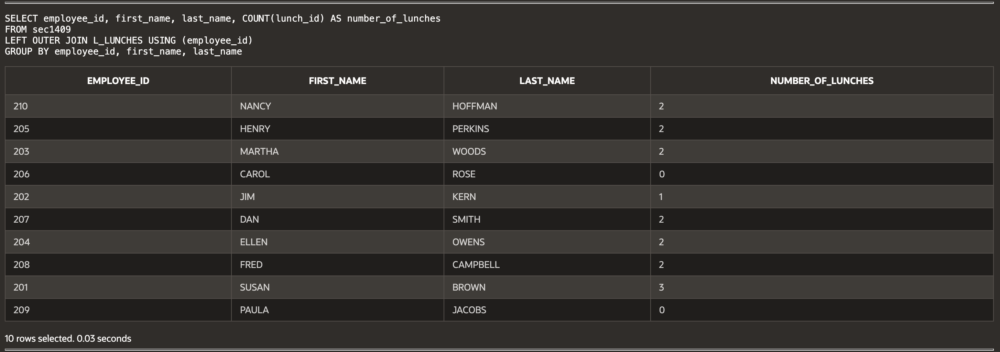 SELECT employee_id, first_name, last_name, COUNT(lunch_id) AS number_of_lunches
FROM sec1409
LEFT OUTER JOIN L_LUNCHES USING (employee_id)
GROUP BY employee_id, first_name, last_name
EMPLOYEE_ID FIRST_NAME LAST_NAME NUMBER_OF_LUNCHES
210 NANCY HOFFMAN 2
205 HENRY PERKINS 2
203 MARTHA WOODS 2
206 CAROL ROSE 0
202 JIM KERN 1
207 DAN SMITH 2
204 ELLEN OWENS 2
208 FRED CAMPBELL 2
201 SUSAN BROWN 3
209 PAULA JACOBS 0
10 rows selected. 0.03 seconds